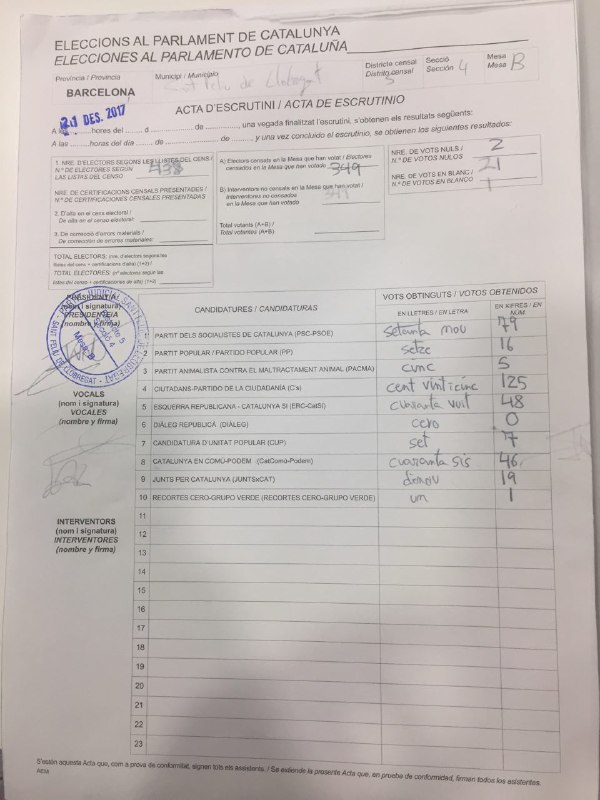 ELECCIONS AL PARLAMENT DE CATALUNYA
ELECCIONES AL PARLAMENTO DE CATALUÑA
Província / Provincia
BARCELONA
Municipi / Municipio
St Feliu de Llobregat
Districte censal
Distrito censal
5
Secció
Sección 4
Mesa
Mesa B
21 DES. 2017
ACTA D'ESCRUTINI / ACTA DE ESCRUTINIO
A les hores del d de de, una vegada finalitzat l'escrutini, s'obtenen els resultats següents:
A las horas del día de de, y una vez concluido el escrutinio, se obtienen los siguientes resultados:
1. NRE. D'ELECTORS SEGONS LES LLISTES DEL CENS /
N.º DE ELECTORES SEGÚN
LAS LISTAS DEL CENSO
438
NRE. DE CERTIFICACIONS CENSALS PRESENTADES /
N.º DE CERTIFICACIONES CENSALES PRESENTADAS
2. D'alta en el cens electoral /
De alta en el censo electoral:
3. De correcció d'errors materials /
De corrección de errores materiales:
TOTAL ELECTORS: (nre. d'electors segons les
llistes del cens + certificacions d'alta) (1+2) /
TOTAL ELECTORES: (nº electores según las
listas del censo + certificaciones de alta) (1+2)
A) Electors censats en la Mesa que han votat / Electores
censados en la Mesa que han votado
349
B) Interventors no censats en la Mesa que han votat /
Interventores no censados
en la Mesa que han votado
Total votants (A+B) /
Total votantes (A+B)
NRE. DE VOTS NULS /
N.º DE VOTOS NULOS
2
NRE. DE VOTS EN BLANC /
N.º DE VOTOS EN BLANCO
1
PRESIDENT/A
(nom i signatura)
PRESIDENTE/A
(nombre y firma)
SANT FELIU DE LLOBREGAT
Districte 5
Secció 4
Mesa: B
VOCALS
(nom i signatura)
VOCALES
(nombre y firma)
INTERVENTORS
(nom i signatura)
INTERVENTORES
(nombre y firma)
CANDIDATURES / CANDIDATURAS
VOTS OBTINGUTS / VOTOS OBTENIDOS
EN LLETRES / EN LETRA
EN XIFRES / EN NÚM
1 PARTIT DELS SOCIALISTES DE CATALUNYA (PSC-PSOE) setanta nou 79
2 PARTIT POPULAR / PARTIDO POPULAR (PP) setze 16
3 PARTIT ANIMALISTA CONTRA EL MALTRACTAMENT ANIMAL (PACMA) cinc 5
4 CIUTADANS-PARTIDO DE LA CIUDADANÍA (C's) cent vinticinc 125
5 ESQUERRA REPUBLICANA - CATALUNYA SÍ (ERC-CatSí) cuaranta vuit 48
6 DIÀLEG REPUBLICÀ (DIÀLEG) cero 0
7 CANDIDATURA D'UNITAT POPULAR (CUP) set 7
8 CATALUNYA EN COMÚ-PODEM (CatComú-Podem) cuaranta sis 46
9 JUNTS PER CATALUNYA (JUNTSxCAT) dinou 19
10 RECORTES CERO-GRUPO VERDE (RECORTES CERO-GRUPO VERDE) um 1
11
12
13
14
15
16
17
18
19
20
21
22
23
S'estén aquesta Acta que, com a prova de conformitat, signen tots els assistents. / Se extiende la presente Acta que, en prueba de conformidad, firman todos los asistentes.